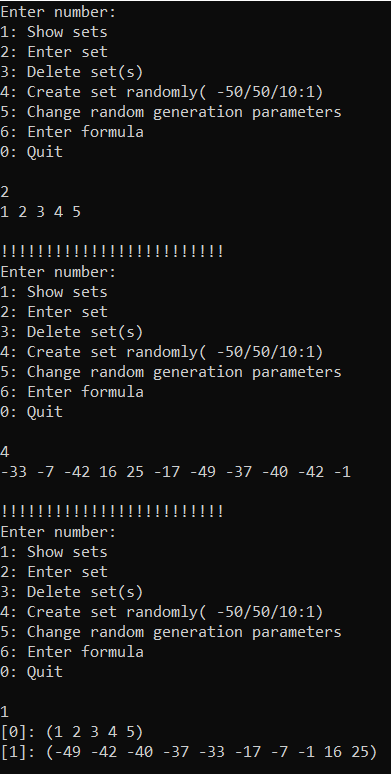 Enter number:
1: Show sets
2: Enter set
3: Delete set(s)
4: Create set randomly( -50/50/10:1)
5: Change random generation parameters
6: Enter formula
0: Quit
2
1 2 3 4 5
!!!!!!!!!!!!!!!!!!!!!!!!!
Enter number:
1: Show sets
2: Enter set
3: Delete set(s)
4: Create set randomly( -50/50/10:1)
5: Change random generation parameters
6: Enter formula
0: Quit
4
-33 -7 -42 16 25 -17 -49 -37 -40 -42 -1
!!!!!!!!!!!!!!!!!!!!!!!!!
Enter number:
1: Show sets
2: Enter set
3: Delete set(s)
4: Create set randomly( -50/50/10:1)
5: Change random generation parameters
6: Enter formula
0: Quit
1
[0]: (1 2 3 4 5)
[1]: (-49 -42 -40 -37 -33 -17 -7 -1 16 25)